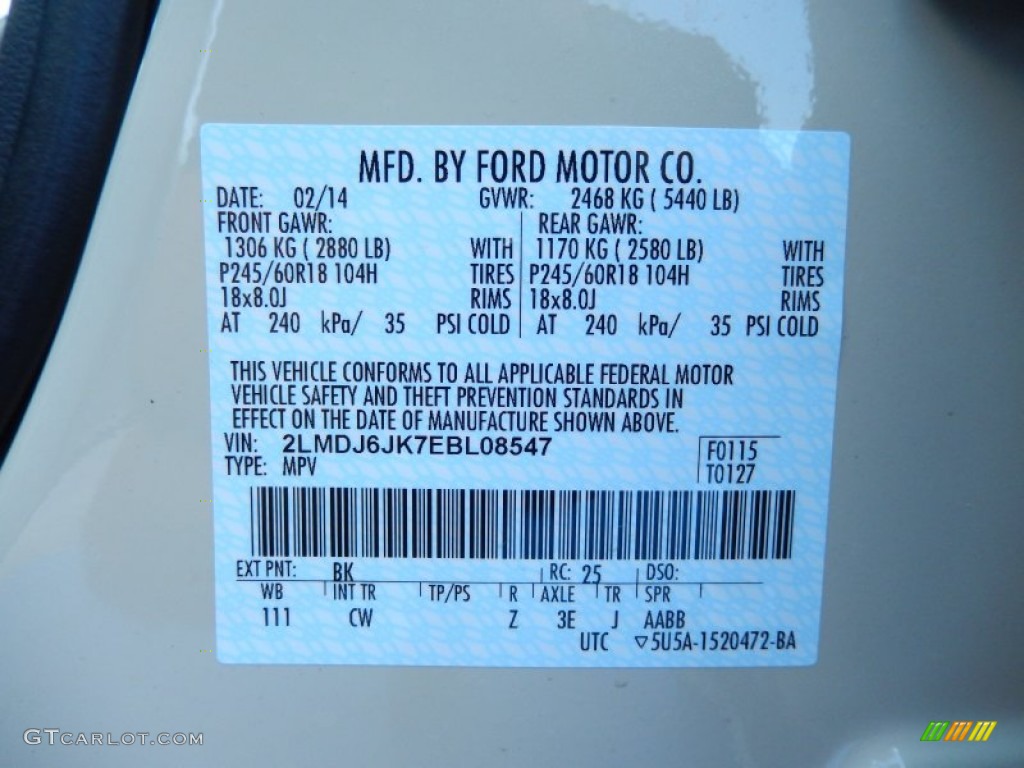 MFD. BY FORD MOTOR CO.
DATE: 02/14 GVWR: 2468 KG ( 5440 LB)
FRONT GAWR: REAR GAWR:
1306 KG ( 2880 LB) WITH 1170 KG ( 2580 LB) WITH
P245/60R18 104H TIRES P245/60R18 104H TIRES
18x8.0J RIMS 18x8.0J RIMS
AT 240 kPa/ 35 PSI COLD AT 240 kPa/ 35 PSI COLD
THIS VEHICLE CONFORMS TO ALL APPLICABLE FEDERAL MOTOR
VEHICLE SAFETY AND THEFT PREVENTION STANDARDS IN
EFFECT ON THE DATE OF MANUFACTURE SHOWN ABOVE.
VIN: 2LMDJ6JK7EBL08547 F0115
TYPE: MPV T0127
EXT PNT: BK RC: 25 DSO:
WB INT TR TP/PS R AXLE TR SPR
111 CW Z 3E J AABB
UTC ▽5U5A-1520472-BA
GTCARLOT.COM